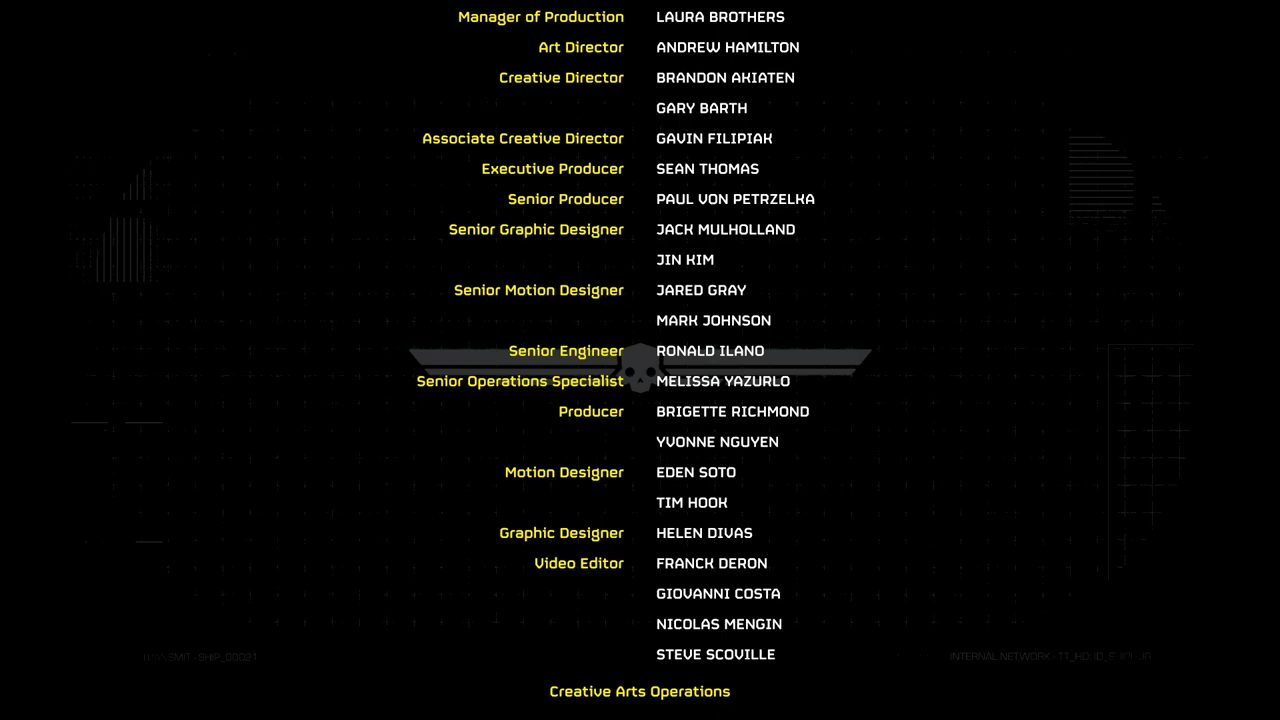 Manager of Production LAURA BROTHERS
Art Director ANDREW HAMILTON
Creative Director BRANDON AKIATEN
GARY BARTH
Associate Creative Director GAVIN FILIPIAK
Executive Producer SEAN THOMAS
Senior Producer PAUL VON PETRZELKA
Senior Graphic Designer JACK MULHOLLAND
JIN KIM
Senior Motion Designer JARED GRAY
MARK JOHNSON
Senior Engineer RONALD ILANO
Senior Operations Specialist MELISSA YAZURLO
Producer BRIGETTE RICHMOND
YVONNE NGUYEN
Motion Designer EDEN SOTO
TIM HOOK
Graphic Designer HELEN DIVAS
Video Editor FRANCK DERON
GIOVANNI COSTA
NICOLAS MENGIN
STEVE SCOVILLE
SHIP_00021 INTERNAL NETWORK
Creative Arts Operations